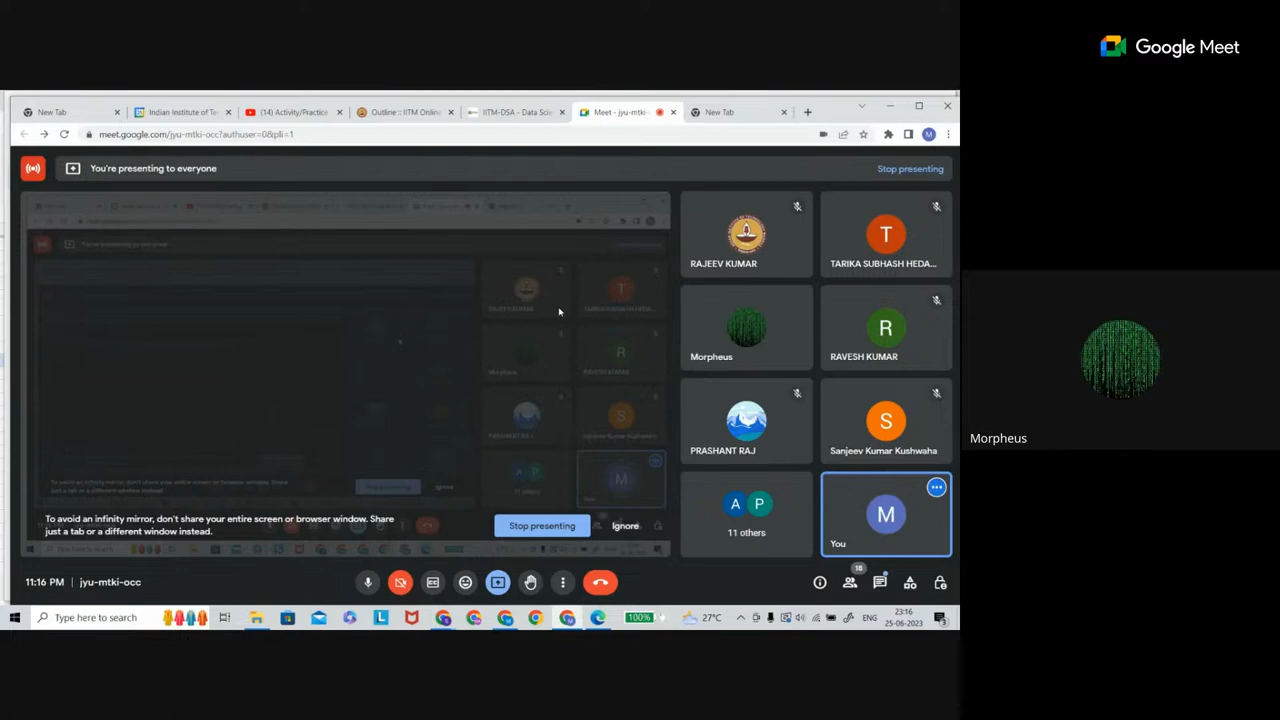 Google Meet
New Tab
Indian Institute of Te
(14) Activity/Practice
Outline :: IITM Online
IITM-DSA - Data Scie
Meet - jyu-mtki-
New Tab
meet.google.com/jyu-mtki-occ?authuser=0&pli=1
You're presenting to everyone
Stop presenting
RAJEEV KUMAR
T
TARIKA SUBHASH HEDA...
Morpheus
R
RAVESH KUMAR
PRASHANT RAJ
S
Sanjeev Kumar Kushwaha
A P
11 others
M
You
To avoid an infinity mirror, don't share your entire screen or browser window. Share
just a tab or a different window instead.
Stop presenting
Ignore
11:16 PM | jyu-mtki-occ
18
Type here to search
100%
27°C
ENG
23:16
25-06-2023
3
Morpheus